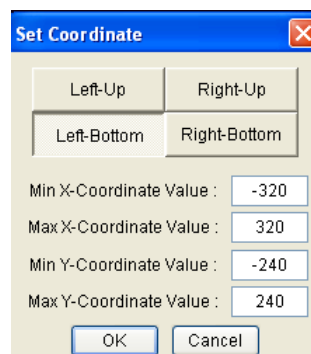 Set Coordinate
Left-Up Right-Up
Left-Bottom Right-Bottom
Min X-Coordinate Value : -320
Max X-Coordinate Value : 320
Min Y-Coordinate Value : -240
Max Y-Coordinate Value : 240
OK Cancel